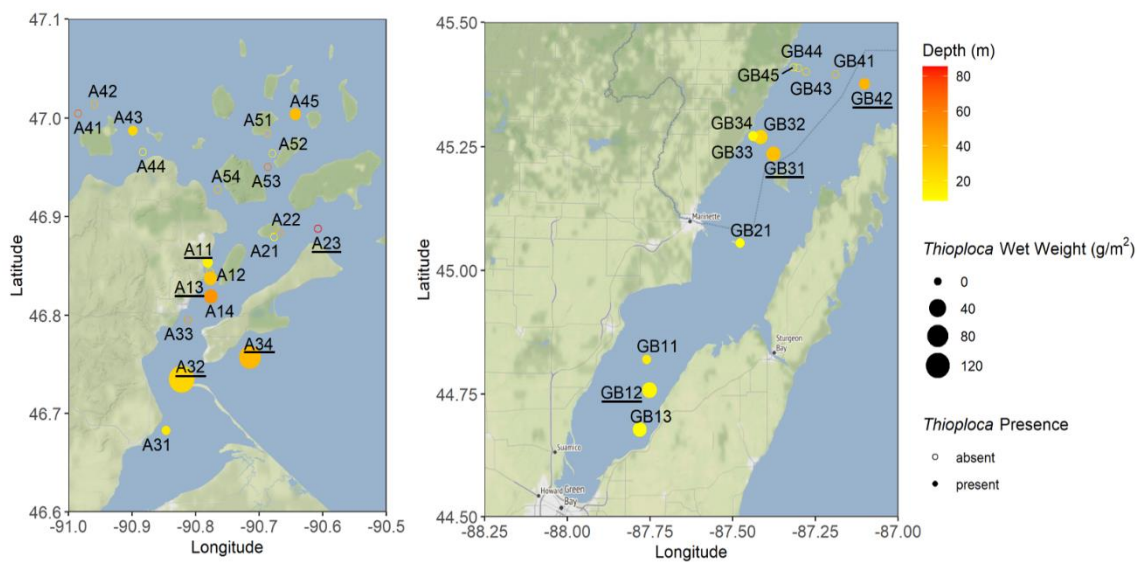 47.1
47.0
46.9
46.8
46.7
46.6
Latitude
-91.0 -90.9 -90.8 -90.7 -90.6 -90.5
Longitude
A42
A41
A43
A44
A45
A51
A52
A53
A54
A22
A21
A23
A11
A12
A13
A14
A33
A34
A32
A31
45.50
45.25
45.00
44.75
44.50
Latitude
-88.25 -88.00 -87.75 -87.50 -87.25 -87.00
Longitude
GB44
GB45
GB43
GB41
GB42
GB34
GB32
GB33
GB31
Marinette
GB21
GB11
GB12
GB13
Sturgeon
Bay
Suamico
Howard Green
Bay
Depth (m)
80
60
40
20
Thioploca Wet Weight (g/m²)
0
40
80
120
Thioploca Presence
absent
present